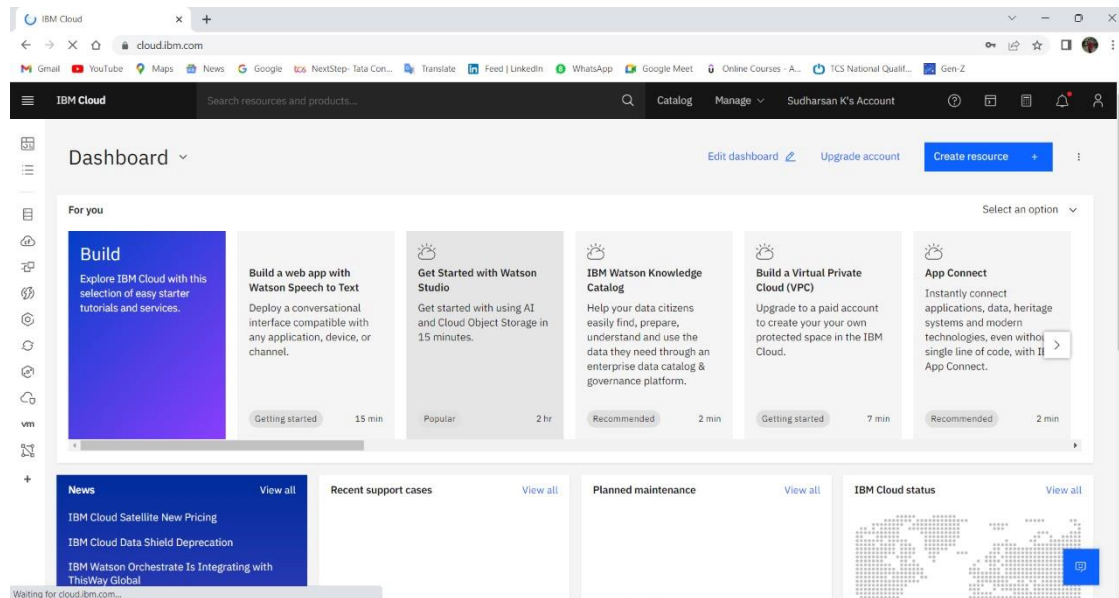 IBM Cloud
cloud.ibm.com
Gmail YouTube Maps News Google NextStep- Tata Con... Translate Feed | LinkedIn WhatsApp Google Meet Online Courses - A... TCS National Qualif... Gen-Z
IBM Cloud Search resources and products... Catalog Manage Sudharsan K's Account
Dashboard Edit dashboard Upgrade account Create resource +
For you Select an option
Build
Explore IBM Cloud with this
selection of easy starter
tutorials and services.
Build a web app with
Watson Speech to Text
Deploy a conversational
interface compatible with
any application, device, or
channel.
Getting started 15 min
Get Started with Watson
Studio
Get started with using AI
and Cloud Object Storage in
15 minutes.
Popular 2 hr
IBM Watson Knowledge
Catalog
Help your data citizens
easily find, prepare,
understand and use the
data they need through an
enterprise data catalog &
governance platform.
Recommended 2 min
Build a Virtual Private
Cloud (VPC)
Upgrade to a paid account
to create your your own
protected space in the IBM
Cloud.
Getting started 7 min
App Connect
Instantly connect
applications, data, heritage
systems and modern
technologies, even withou
single line of code, with I
App Connect.
Recommended 2 min
vm
News View all
IBM Cloud Satellite New Pricing
IBM Cloud Data Shield Deprecation
IBM Watson Orchestrate Is Integrating with
ThisWay Global
Recent support cases View all
Planned maintenance View all
IBM Cloud status View all
Waiting for cloud.ibm.com...